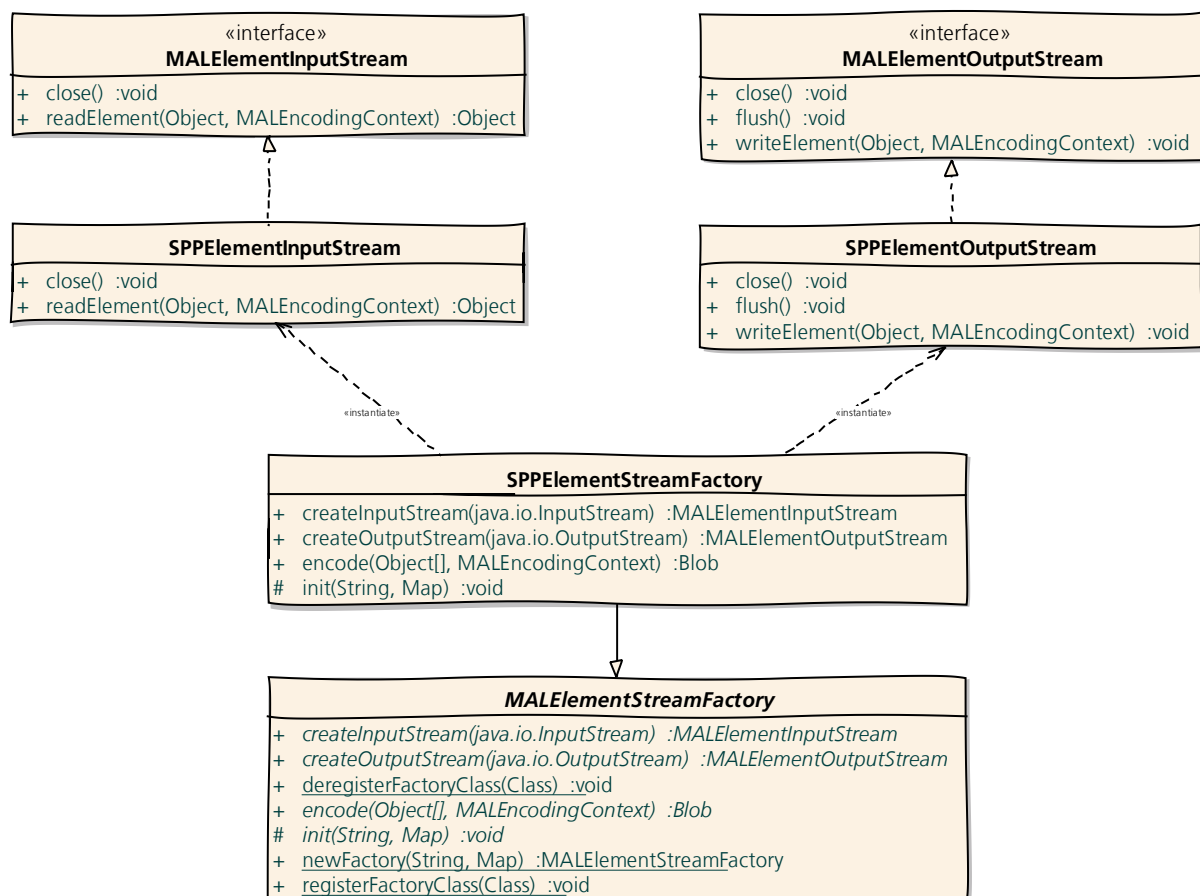 «interface»
MALElementInputStream
+ close() :void
+ readElement(Object, MALEncodingContext) :Object
«interface»
MALElementOutputStream
+ close() :void
+ flush() :void
+ writeElement(Object, MALEncodingContext) :void
SPPElementInputStream
+ close() :void
+ readElement(Object, MALEncodingContext) :Object
SPPElementOutputStream
+ close() :void
+ flush() :void
+ writeElement(Object, MALEncodingContext) :void
«instantiate»
«instantiate»
SPPElementStreamFactory
+ createInputStream(java.io.InputStream) :MALElementInputStream
+ createOutputStream(java.io.OutputStream) :MALElementOutputStream
+ encode(Object[], MALEncodingContext) :Blob
# init(String, Map) :void
MALElementStreamFactory
+ createInputStream(java.io.InputStream) :MALElementInputStream
+ createOutputStream(java.io.OutputStream) :MALElementOutputStream
+ deregisterFactoryClass(Class) :void
+ encode(Object[], MALEncodingContext) :Blob
# init(String, Map) :void
+ newFactory(String, Map) :MALElementStreamFactory
+ registerFactoryClass(Class) :void